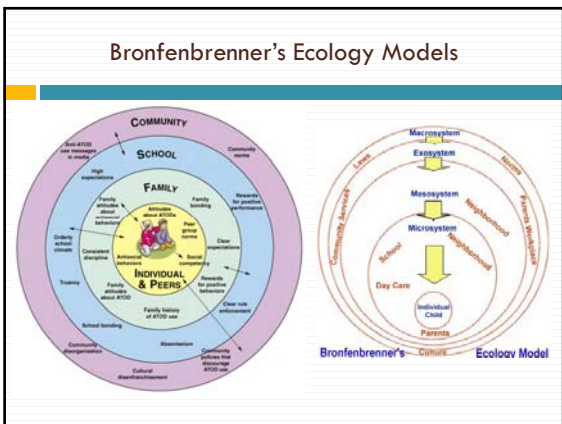 Bronfenbrenner's Ecology Models
COMMUNITY
Anti-ATOD
use messages
in media
Community
norms
SCHOOL
High
expectations
Rewards
for positive
performance
Orderly
school
climate
Clear
expectations
Truancy
Clear rule
enforcement
School bonding
Absenteeism
Community
disorganization
Cultural
disenfranchisement
Community
policies that
discourage
ATOD use
FAMILY
Family
attitudes
about
antisocial
behaviors
Family
bonding
Consistent
discipline
Rewards
for positive
behaviors
Family
attitudes
about ATOD
Family history
of ATOD use
Attitudes
about ATODs
Peer
group
norms
Antisocial
behaviors
Social
competency
INDIVIDUAL
& PEERS
Macrosystem
Exosystem
Laws
Norms
Mesosystem
Community Services
Neighborhood
Parents Workplace
Microsystem
School
Neighborhood
Day Care
Individual
Child
Parents
Culture
Bronfenbrenner's
Ecology Model